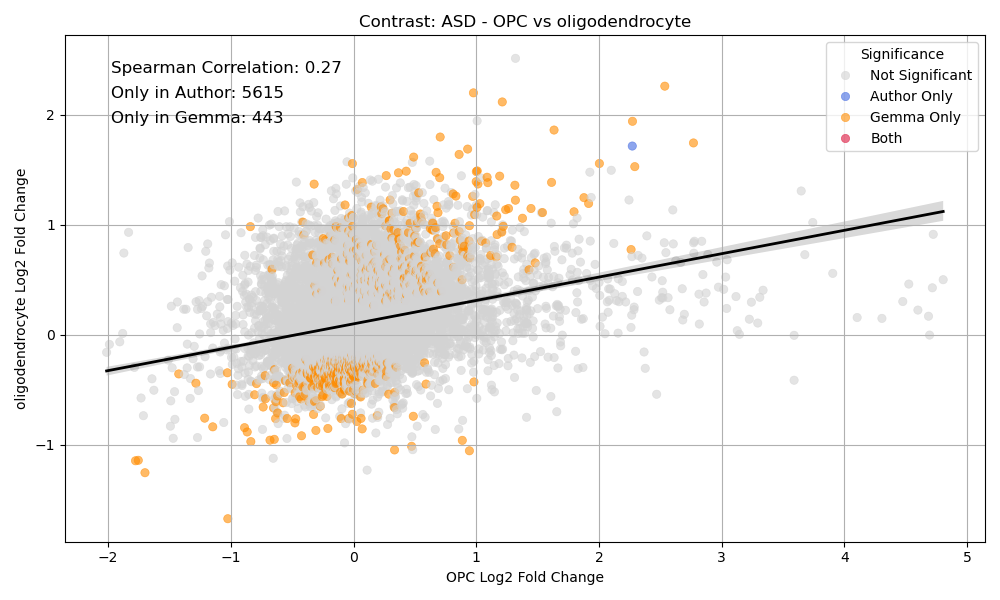 Contrast: ASD - OPC vs oligodendrocyte
Spearman Correlation: 0.27
Only in Author: 5615
Only in Gemma: 443
Significance
Not Significant
Author Only
Gemma Only
Both
oligodendrocyte Log2 Fold Change
2
1
0
−1
−2
−1
0
1
2
3
4
5
OPC Log2 Fold Change